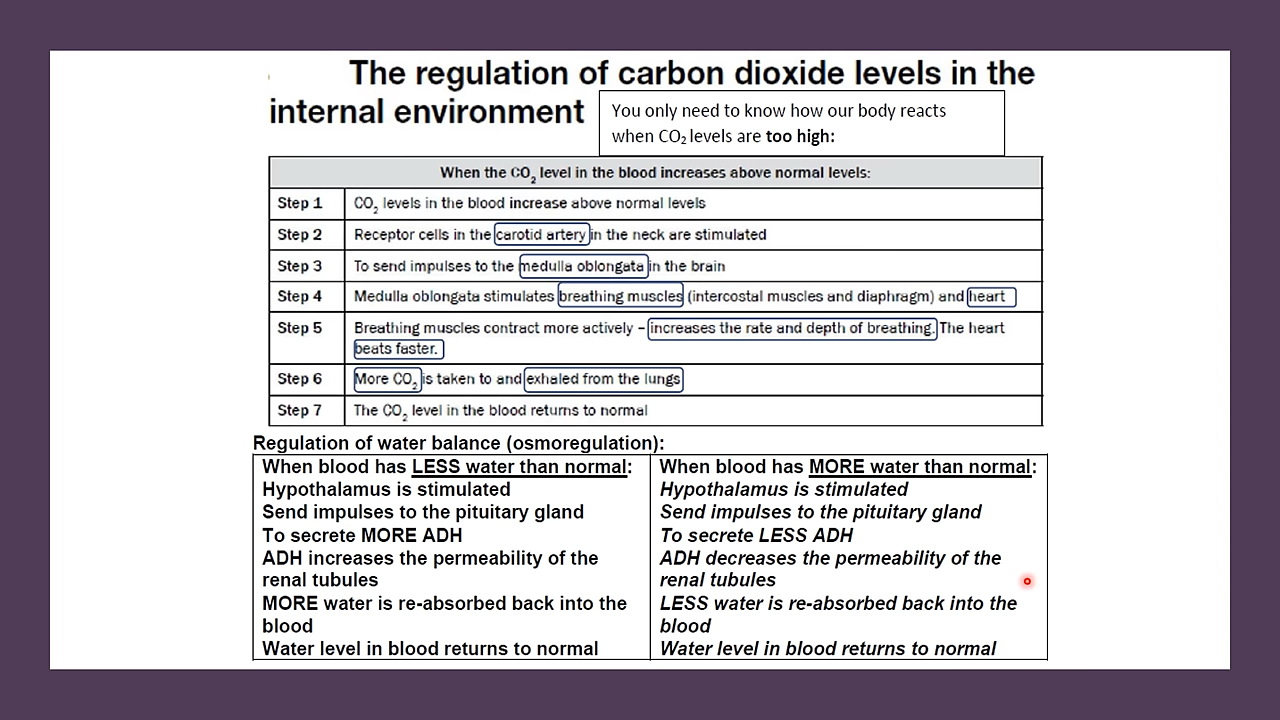 The regulation of carbon dioxide levels in the
internal environment
You only need to know how our body reacts
when CO₂ levels are too high:
When the CO₂ level in the blood increases above normal levels:
Step 1 CO₂ levels in the blood increase above normal levels
Step 2 Receptor cells in the carotid artery in the neck are stimulated
Step 3 To send impulses to the medulla oblongata in the brain
Step 4 Medulla oblongata stimulates breathing muscles (intercostal muscles and diaphragm) and heart
Step 5 Breathing muscles contract more actively – increases the rate and depth of breathing. The heart
beats faster.
Step 6 More CO₂ is taken to and exhaled from the lungs
Step 7 The CO₂ level in the blood returns to normal
Regulation of water balance (osmoregulation):
When blood has LESS water than normal:
Hypothalamus is stimulated
Send impulses to the pituitary gland
To secrete MORE ADH
ADH increases the permeability of the
renal tubules
MORE water is re-absorbed back into the
blood
Water level in blood returns to normal
When blood has MORE water than normal:
Hypothalamus is stimulated
Send impulses to the pituitary gland
To secrete LESS ADH
ADH decreases the permeability of the
renal tubules
LESS water is re-absorbed back into the
blood
Water level in blood returns to normal